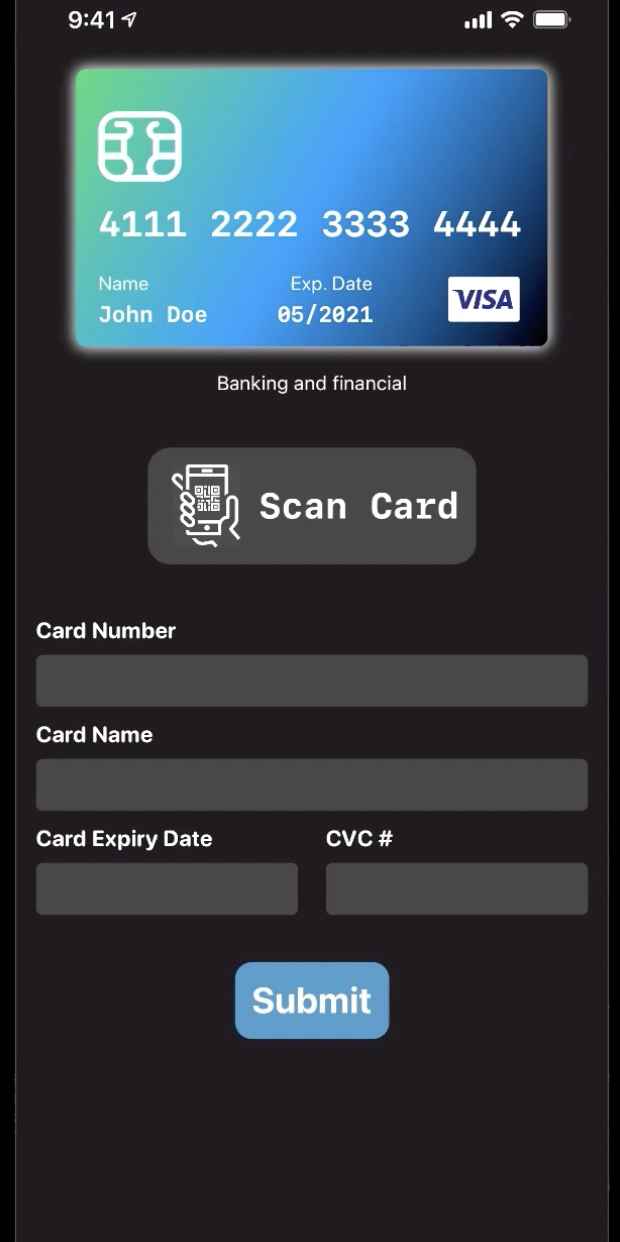 9:41
4111 2222 3333 4444
Name Exp. Date
John Doe 05/2021
VISA
Banking and financial
Scan Card
Card Number
Card Name
Card Expiry Date CVC #
Submit